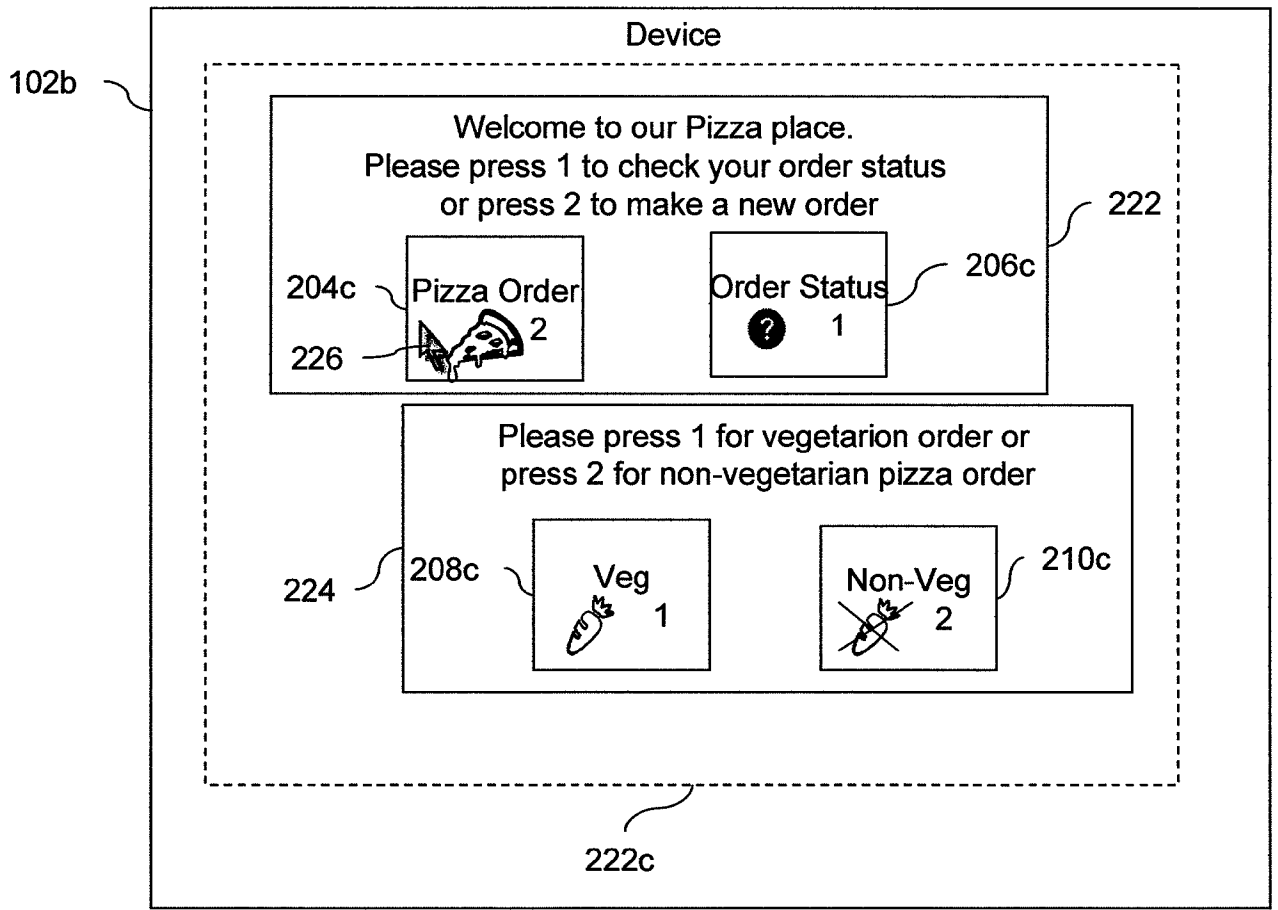 Device
102b
Welcome to our Pizza place.
Please press 1 to check your order status
or press 2 to make a new order
222
204c
Pizza Order
2
226
Order Status
? 1
206c
Please press 1 for vegetarion order or
press 2 for non-vegetarian pizza order
224
208c
Veg
1
Non-Veg
2
210c
222c